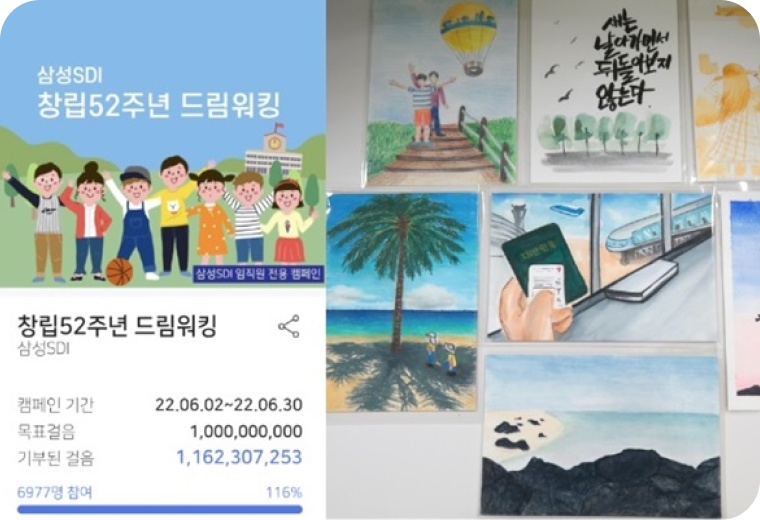 삼성SDI
창립52주년 드림워킹
삼성SDI 임직원 전용 캠페인
창립52주년 드림워킹
삼성SDI
캠페인 기간 22.06.02~22.06.30
목표걸음 1,000,000,000
기부된 걸음 1,162,307,253
6977명 참여 116%
새는
날아가면서
뒤돌아보지
않는다.
대한민국